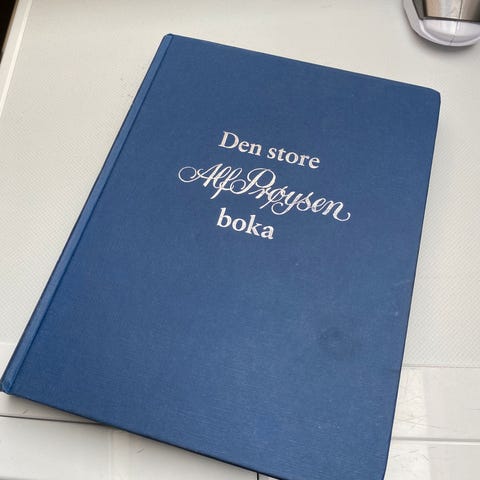 Den store
Alf Prøysen
boka